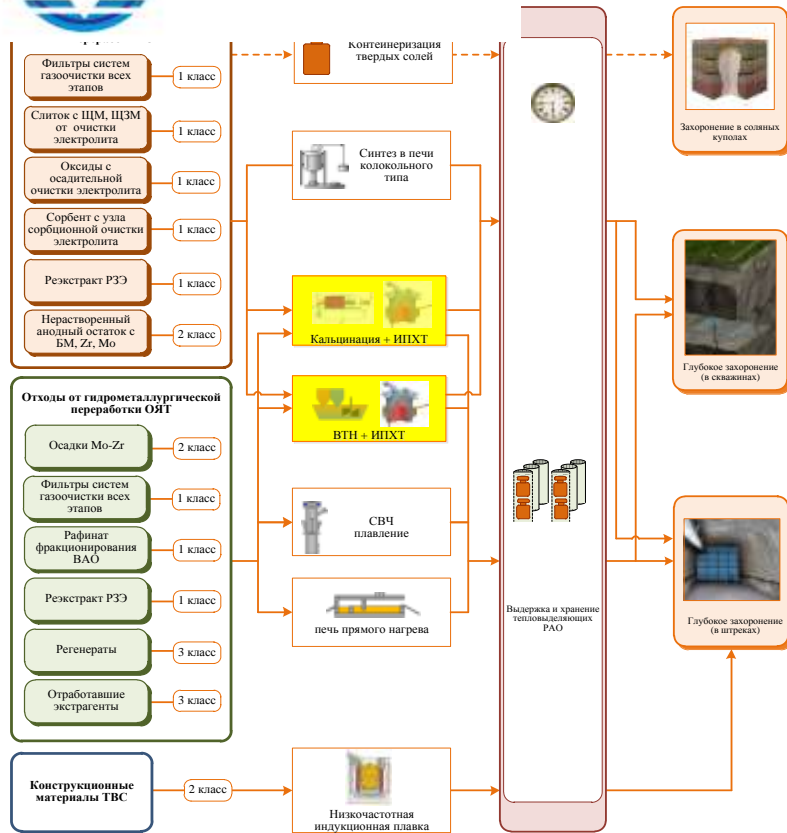 Фильтры систем
газоочистки всех
этапов
1 класс
Слиток с ЩМ, ЩЗМ
от очистки
электролита
1 класс
Оксиды с
осадительной
очистки электролита
1 класс
Сорбент с узла
сорбционной очистки
электролита
1 класс
Реэкстракт РЗЭ
1 класс
Нерастворенный
анодный остаток с
БМ, Zr, Mo
2 класс
Отходы от гидрометаллургической
переработки ОЯТ
Осадки Mo-Zr
2 класс
Фильтры систем
газоочистки всех
этапов
1 класс
Рафинат
фракционирования
ВАО
1 класс
Реэкстракт РЗЭ
1 класс
Регенераты
3 класс
Отработавшие
экстрагенты
3 класс
Конструкционные
материалы ТВС
2 класс
Контейнеризация
твердых солей
Синтез в печи
колокольного
типа
Кальцинация + ИПХТ
ВТН + ИПХТ
СВЧ
плавление
печь прямого нагрева
Низкочастотная
индукционная плавка
Выдержка и хранение
тепловыделяющих
РАО
Захоронение в соляных
куполах
Глубокое захоронение
(в скважинах)
Глубокое захоронение
(в штреках)